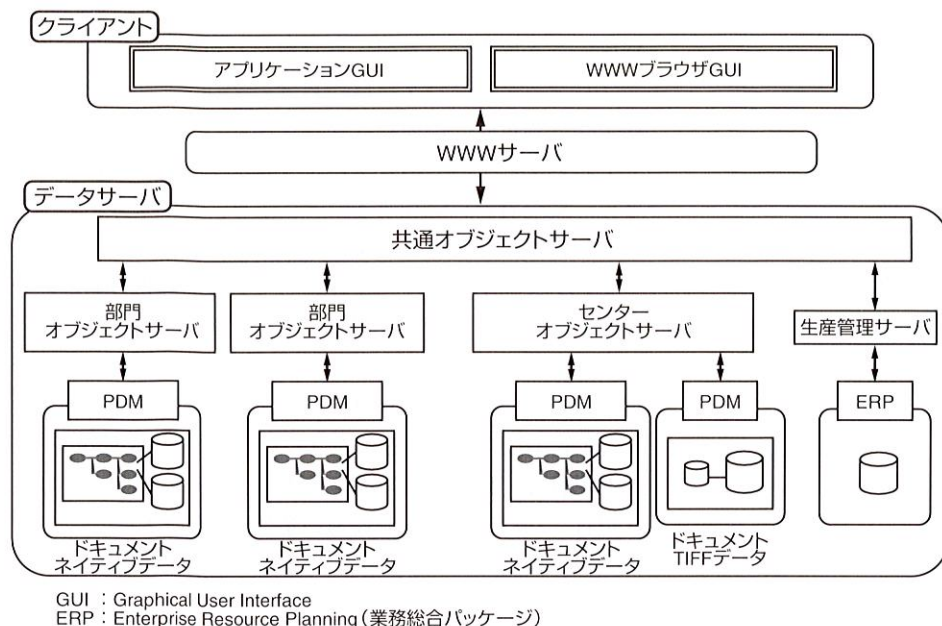 クライアント
アプリケーションGUI
WWWブラウザGUI
WWWサーバ
データサーバ
共通オブジェクトサーバ
部門
オブジェクトサーバ
部門
オブジェクトサーバ
センター
オブジェクトサーバ
生産管理サーバ
PDM
PDM
PDM
PDM
ERP
ドキュメント
ネイティブデータ
ドキュメント
ネイティブデータ
ドキュメント
ネイティブデータ
ドキュメント
TIFFデータ
GUI：Graphical User Interface
ERP：Enterprise Resource Planning（業務総合パッケージ）